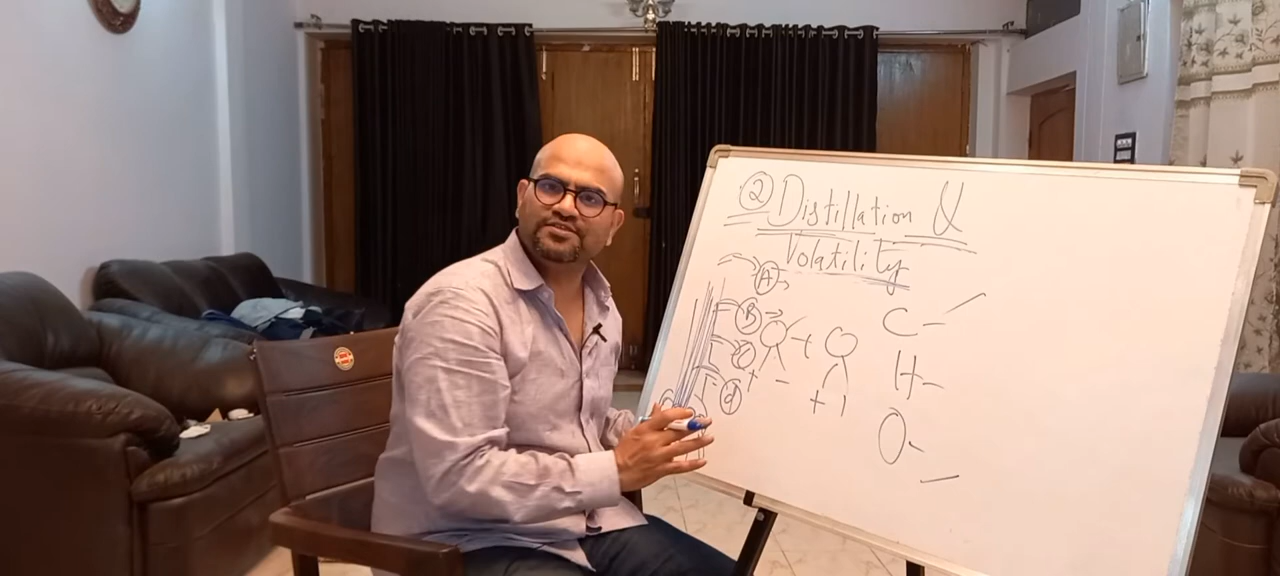 ② Distillation &
Volatility
A
B
C
d
+ -
+
+
C -
H -
O -